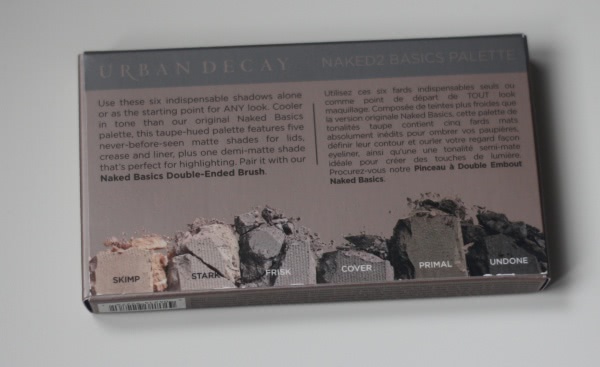 URBAN DECAY
NAKED2 BASICS PALETTE
Use these six indispensable shadows alone
or as the starting point for ANY look. Cooler
in tone than our original Naked Basics
palette, this taupe-hued palette features five
never-before-seen matte shades for lids,
crease and liner, plus one demi-matte shade
that's perfect for highlighting. Pair it with our
Naked Basics Double-Ended Brush.
Utilisez ces six fards indispensables seuls ou
comme point de départ de TOUT look
maquillage. Composée de teintes plus froides que
la version originale Naked Basics, cette palette de
tonalités taupe contient cinq fards mats
absolument inédits pour ombrer vos paupières,
définir leur contour et ourler votre regard façon
eyeliner, ainsi qu'une tonalité semi-mate
idéale pour créer des touches de lumière.
Procurez-vous notre Pinceau à Double Embout
Naked Basics.
SKIMP
STARK
FRISK
COVER
PRIMAL
UNDONE